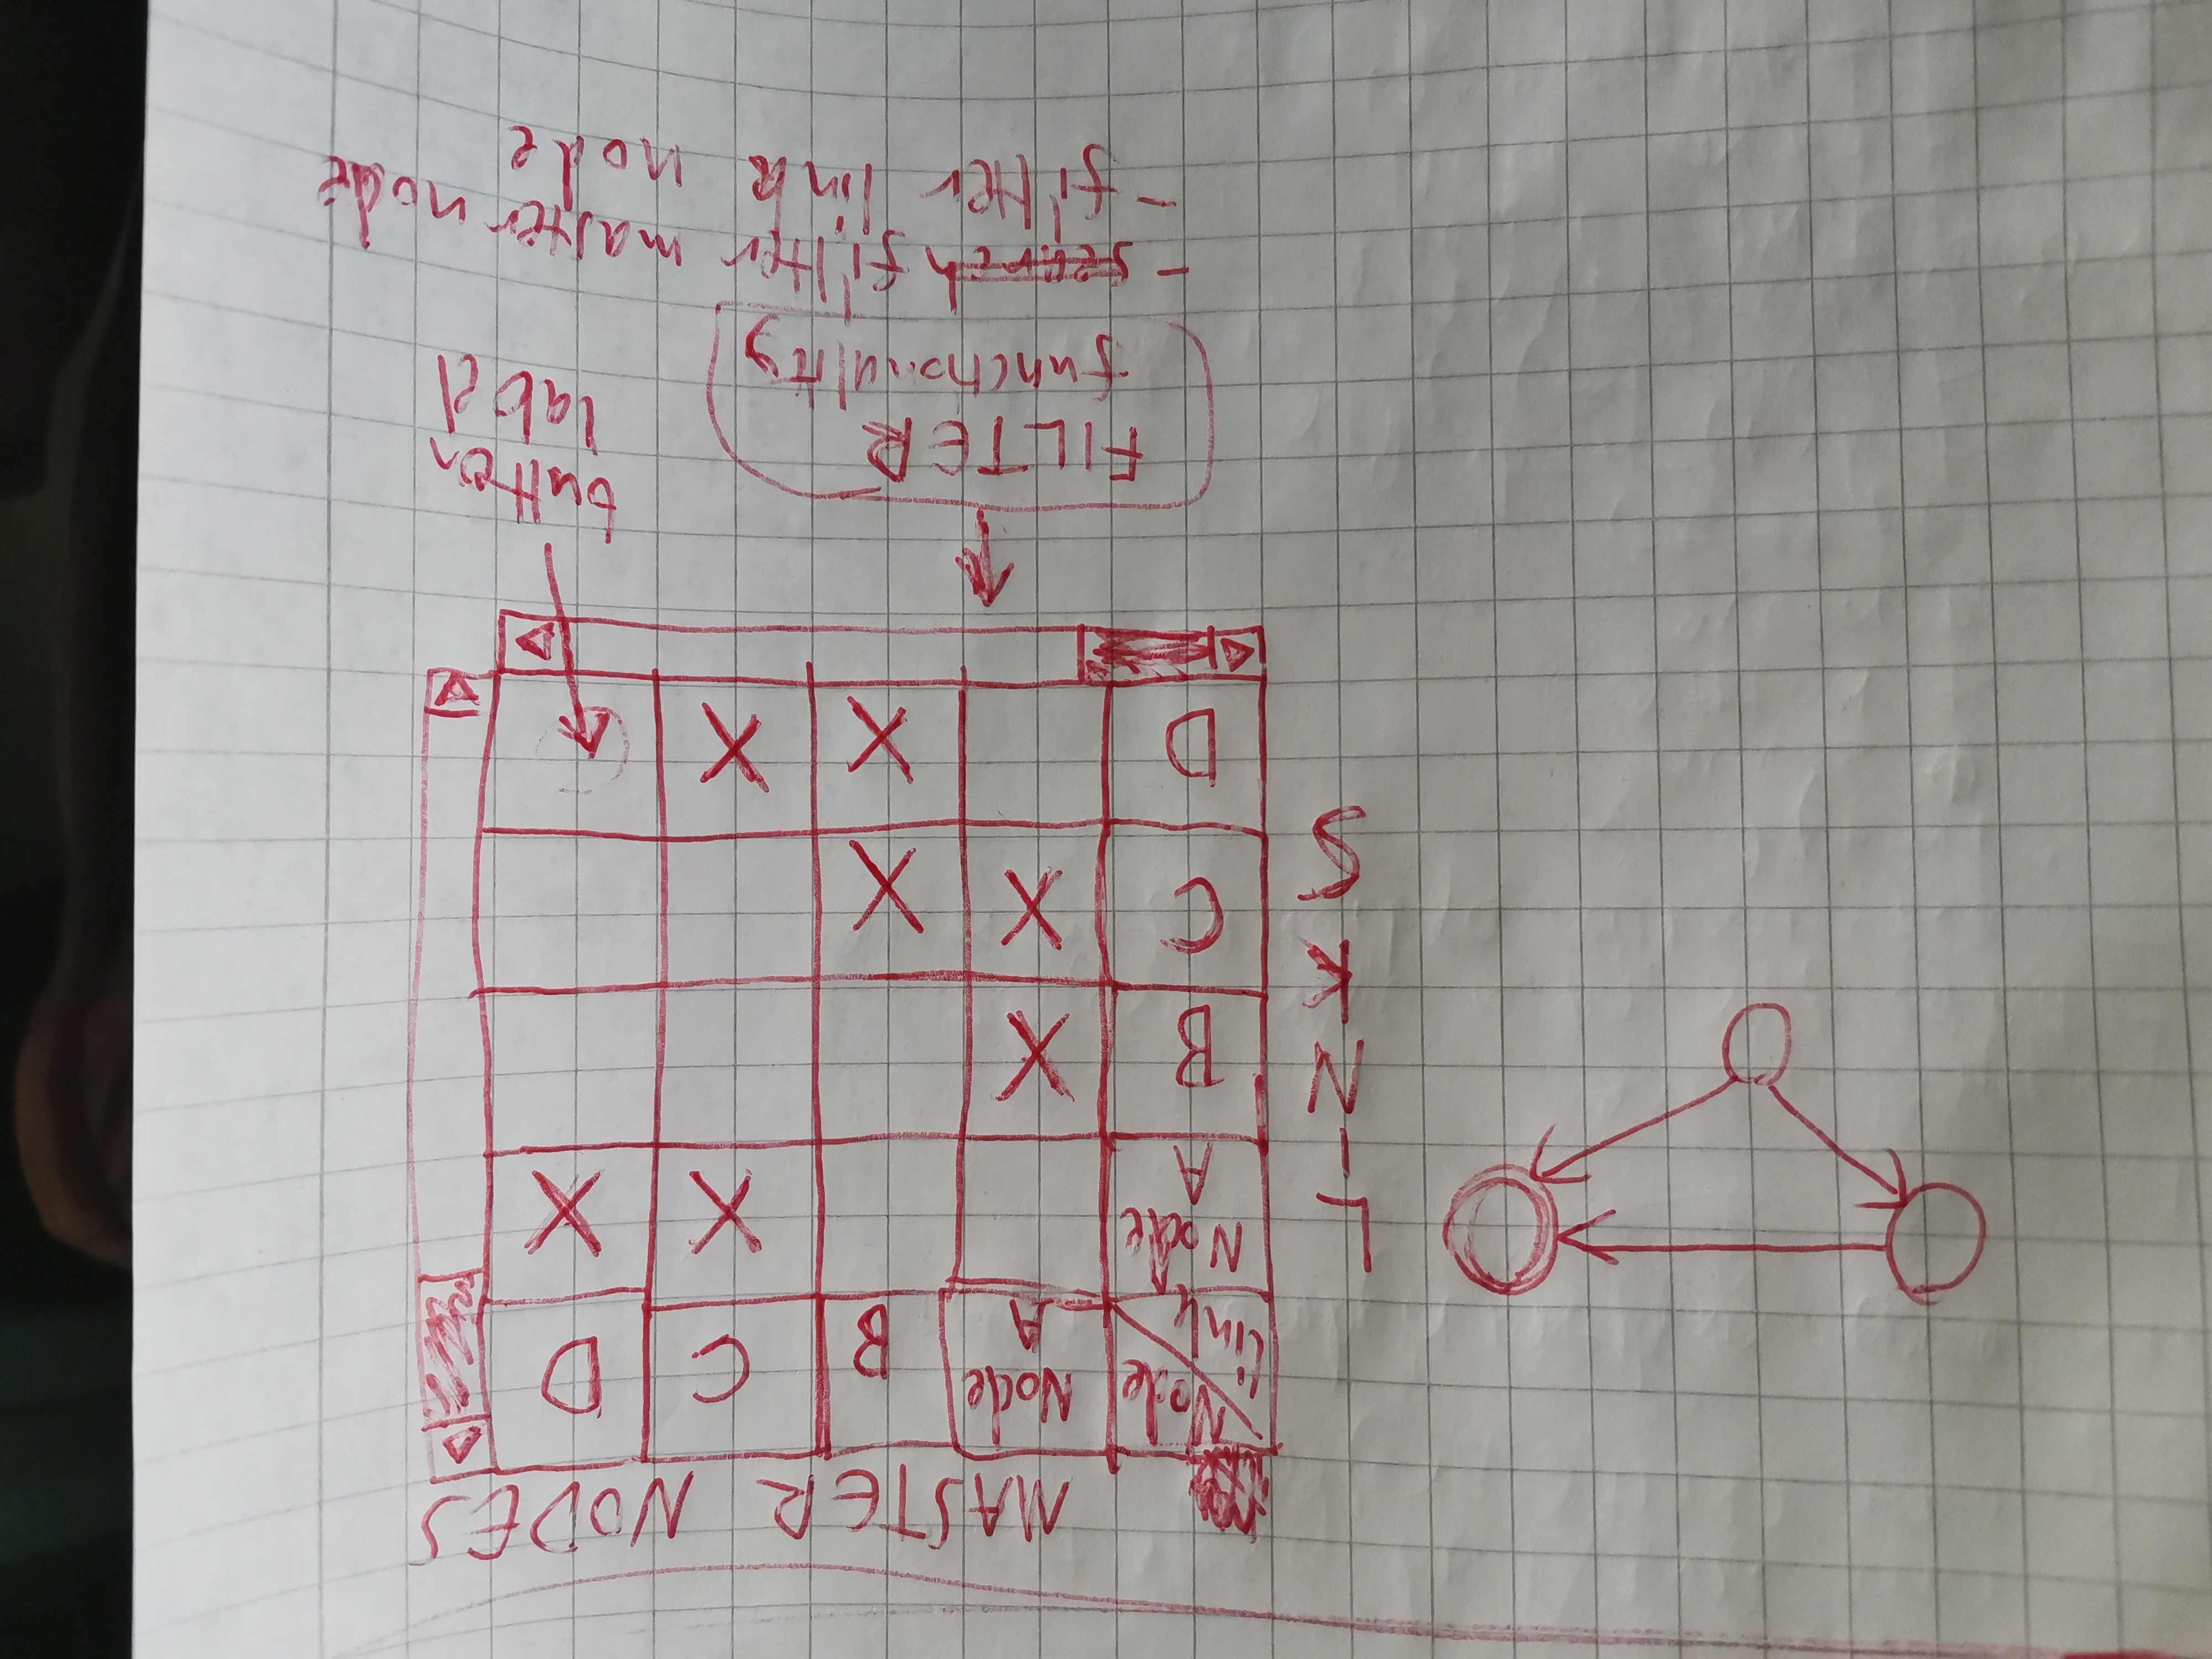 MASTER NODES
Node Node B C D
link A
LINKS
Node X X
A
B X
C X X
D X X
FILTER
functionality
button
label
- search filter master node
- filter link node